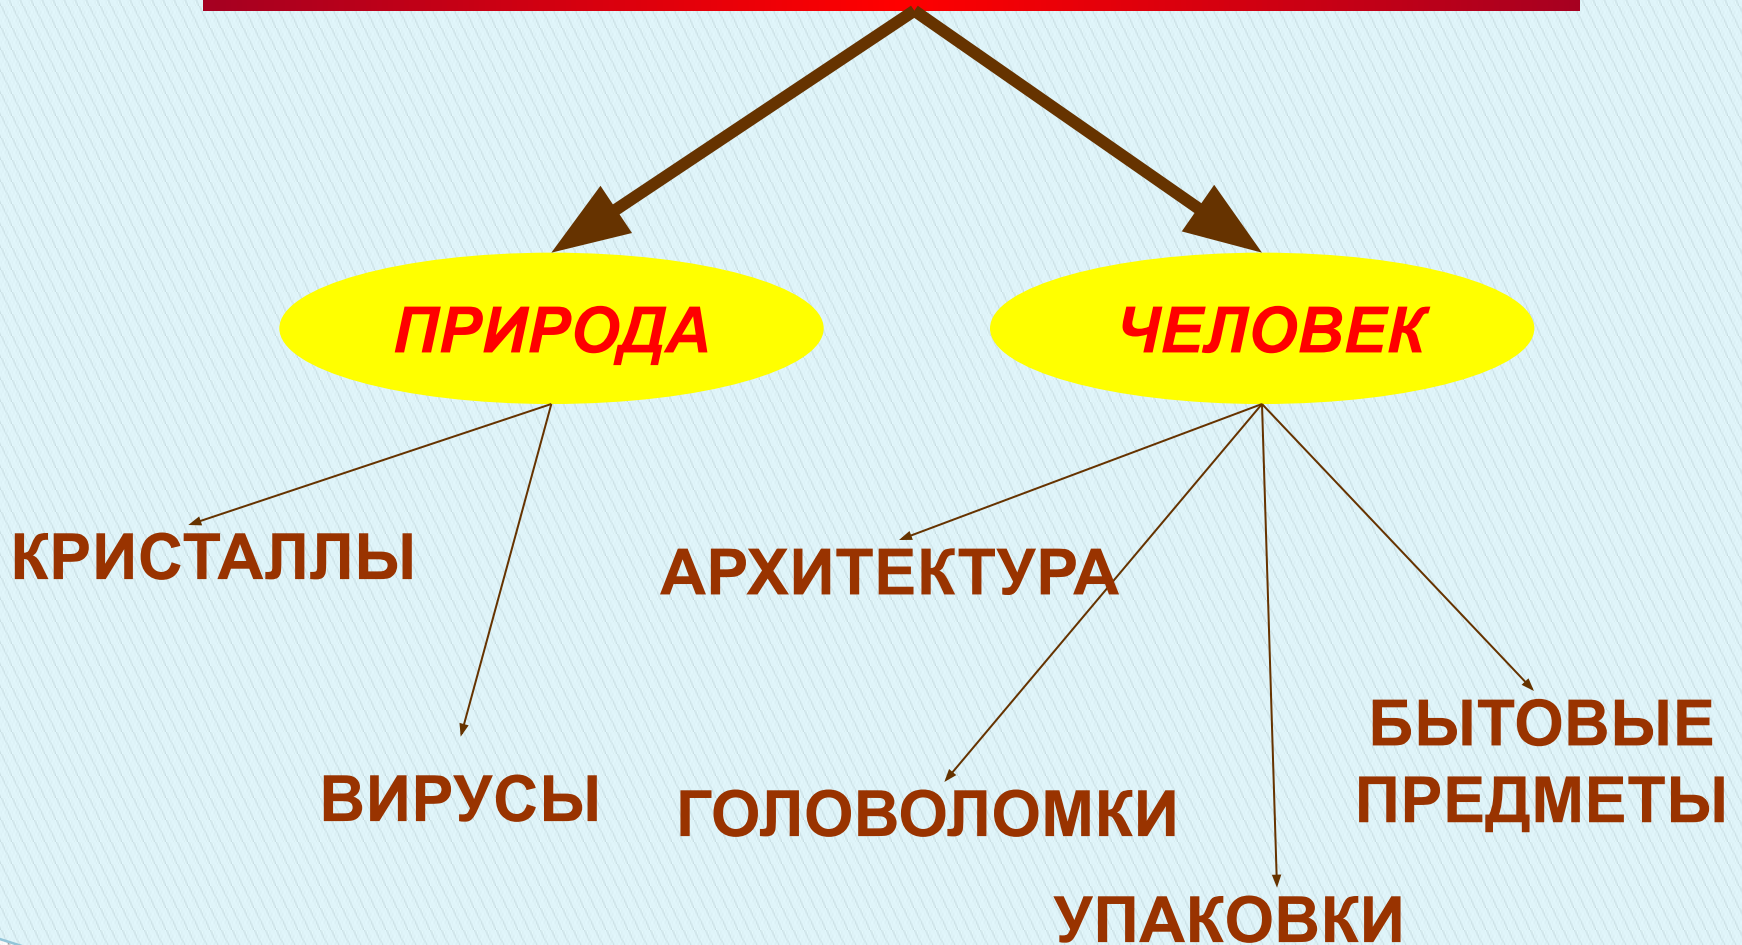 ПРИРОДА
ЧЕЛОВЕК
КРИСТАЛЛЫ
АРХИТЕКТУРА
ВИРУСЫ
ГОЛОВОЛОМКИ
БЫТОВЫЕ
ПРЕДМЕТЫ
УПАКОВКИ